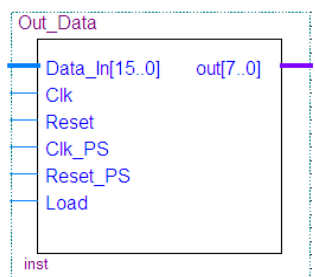 Out_Data
Data_In[15..0] out[7..0]
Clk
Reset
Clk_PS
Reset_PS
Load
inst